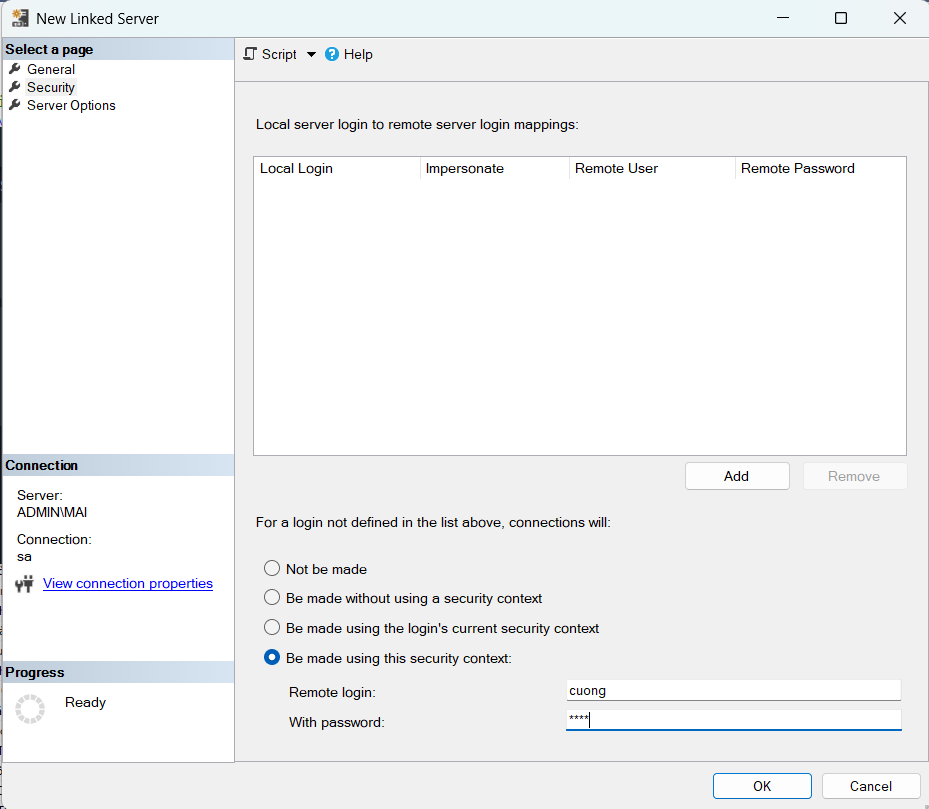 New Linked Server
Select a page
General
Security
Server Options
Script
Help
Local server login to remote server login mappings:
Local Login Impersonate Remote User Remote Password
Add Remove
For a login not defined in the list above, connections will:
Not be made
Be made without using a security context
Be made using the login's current security context
Be made using this security context:
Remote login: cuong
With password: ****
Connection
Server:
ADMIN\MAI
Connection:
sa
View connection properties
Progress
Ready
OK Cancel